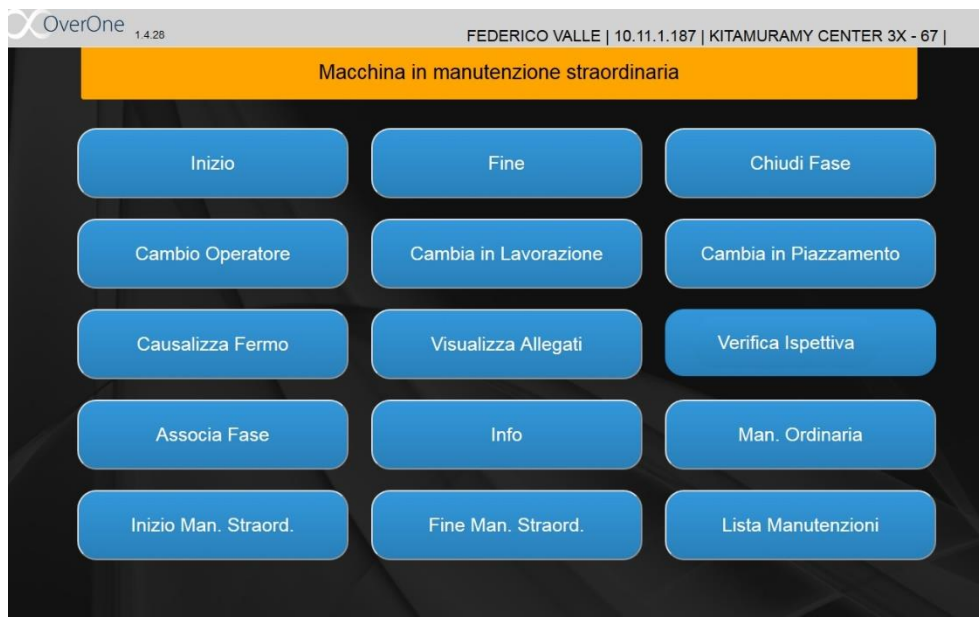 OverOne 1.4.28
FEDERICO VALLE | 10.11.1.187 | KITAMURAMY CENTER 3X - 67 |
Macchina in manutenzione straordinaria
Inizio
Fine
Chiudi Fase
Cambio Operatore
Cambia in Lavorazione
Cambia in Piazzamento
Causalizza Fermo
Visualizza Allegati
Verifica Ispettiva
Associa Fase
Info
Man. Ordinaria
Inizio Man. Straord.
Fine Man. Straord.
Lista Manutenzioni